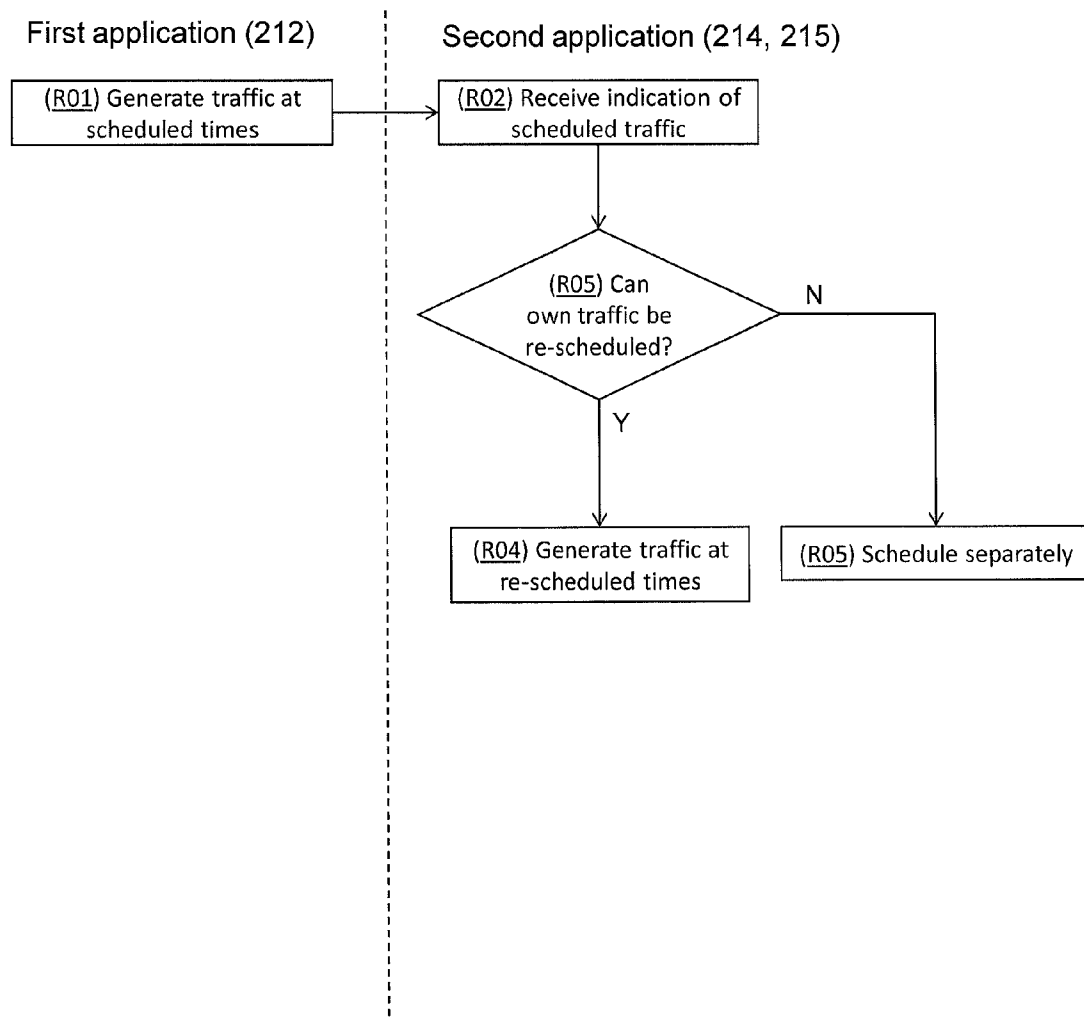 First application (212)
Second application (214, 215)
(R01) Generate traffic at
scheduled times
(R02) Receive indication of
scheduled traffic
(R05) Can
own traffic be
re-scheduled?
N
Y
(R04) Generate traffic at
re-scheduled times
(R05) Schedule separately